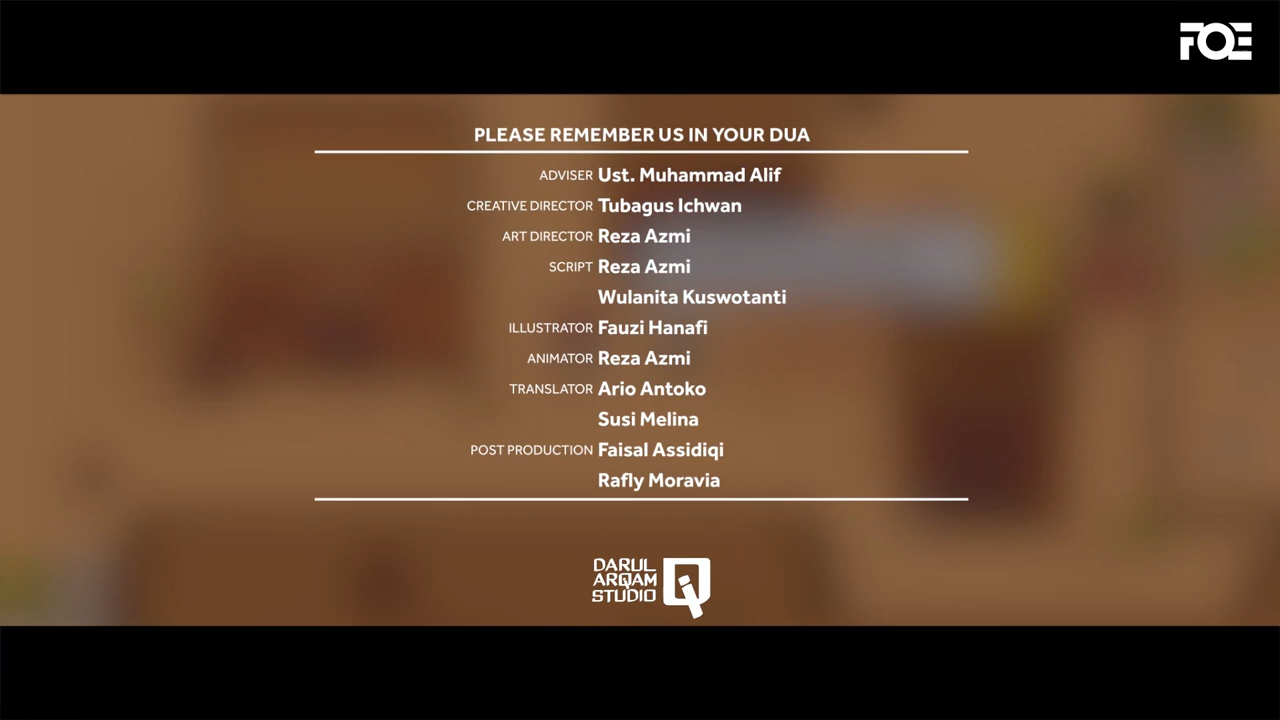 FOE
PLEASE REMEMBER US IN YOUR DUA
ADVISER Ust. Muhammad Alif
CREATIVE DIRECTOR Tubagus Ichwan
ART DIRECTOR Reza Azmi
SCRIPT Reza Azmi
Wulanita Kuswotanti
ILLUSTRATOR Fauzi Hanafi
ANIMATOR Reza Azmi
TRANSLATOR Ario Antoko
Susi Melina
POST PRODUCTION Faisal Assidiqi
Rafly Moravia
DARUL
ARQAM
STUDIO